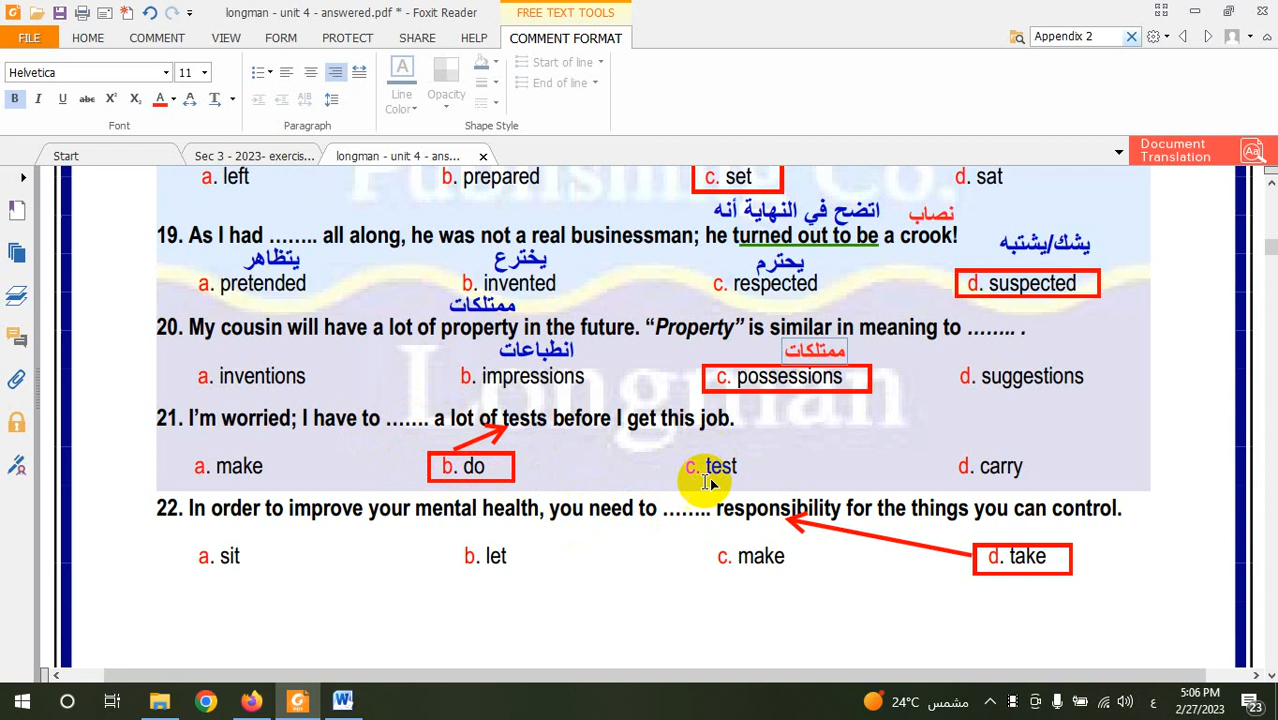 longman - unit 4 - answered.pdf * - Foxit Reader
FREE TEXT TOOLS
FILE HOME COMMENT VIEW FORM PROTECT SHARE HELP COMMENT FORMAT Appendix 2
Helvetica 11
Start of line
End of line
Line Color
Opacity
Font Paragraph Shape Style
Start
Sec 3 - 2023- exercis...
longman - unit 4 - ans...
Document Translation
a. left b. prepared c. set d. sat
اتضح في النهاية أنه نصاب
19. As I had …….. all along, he was not a real businessman; he turned out to be a crook!
يتظاهر يخترع يحترم يشك/يشتبه
a. pretended b. invented c. respected d. suspected
ممتلكات
20. My cousin will have a lot of property in the future. “Property” is similar in meaning to …….. .
انطباعات ممتلكات
a. inventions b. impressions c. possessions d. suggestions
21. I’m worried; I have to ……. a lot of tests before I get this job.
a. make b. do c. test d. carry
22. In order to improve your mental health, you need to …….. responsibility for the things you can control.
a. sit b. let c. make d. take
Longman
24°C مشمس
ع
5:06 PM
2/27/2023
23